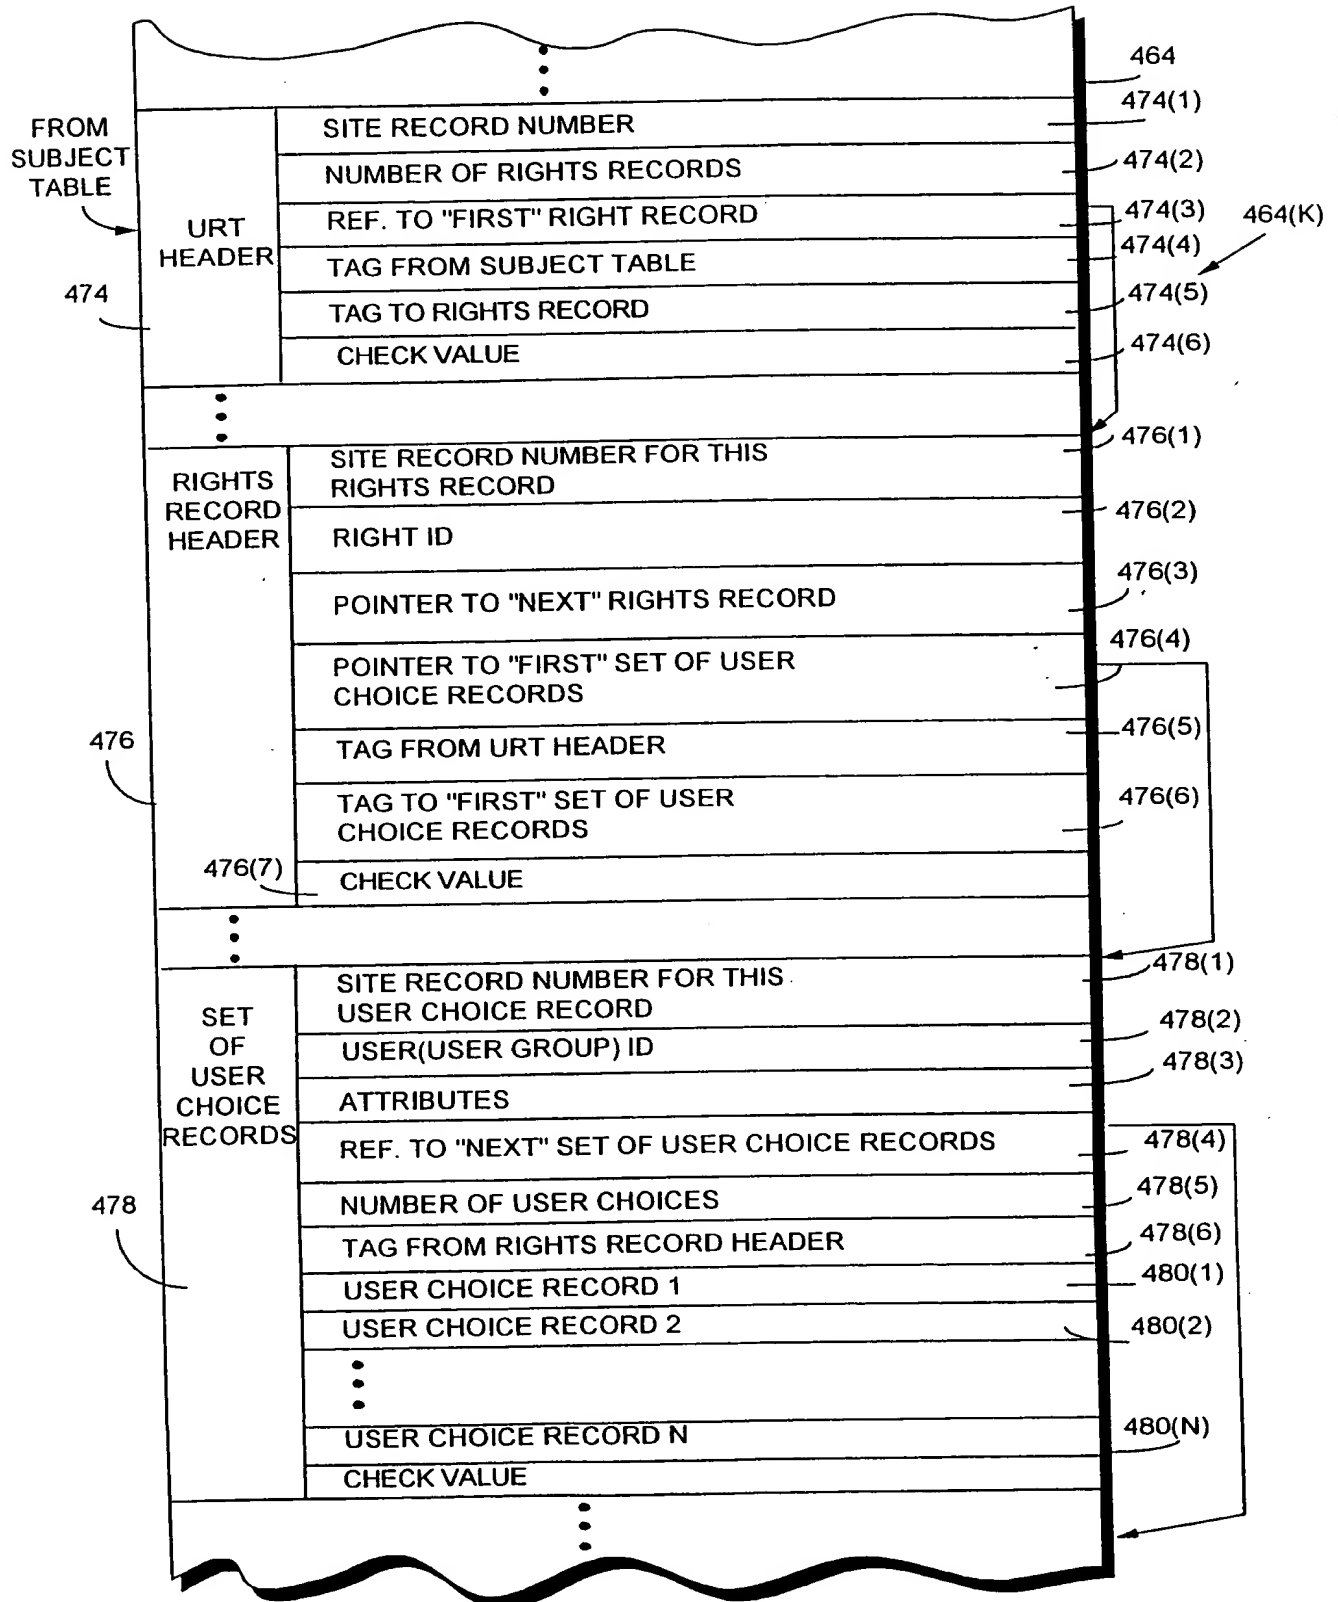 464
474(1)
FROM
SUBJECT
TABLE
SITE RECORD NUMBER
474(2)
NUMBER OF RIGHTS RECORDS
474(3)
464(K)
URT
HEADER
REF. TO "FIRST" RIGHT RECORD
474(4)
TAG FROM SUBJECT TABLE
474
474(5)
TAG TO RIGHTS RECORD
474(6)
CHECK VALUE
476(1)
RIGHTS
RECORD
HEADER
SITE RECORD NUMBER FOR THIS
RIGHTS RECORD
476(2)
RIGHT ID
476(3)
POINTER TO "NEXT" RIGHTS RECORD
476(4)
POINTER TO "FIRST" SET OF USER
CHOICE RECORDS
476
476(5)
TAG FROM URT HEADER
476(6)
TAG TO "FIRST" SET OF USER
CHOICE RECORDS
476(7)
CHECK VALUE
478(1)
SITE RECORD NUMBER FOR THIS
USER CHOICE RECORD
SET
OF
USER
CHOICE
RECORDS
478(2)
USER(USER GROUP) ID
478(3)
ATTRIBUTES
478(4)
REF. TO "NEXT" SET OF USER CHOICE RECORDS
478
478(5)
NUMBER OF USER CHOICES
478(6)
TAG FROM RIGHTS RECORD HEADER
480(1)
USER CHOICE RECORD 1
480(2)
USER CHOICE RECORD 2
480(N)
USER CHOICE RECORD N
CHECK VALUE